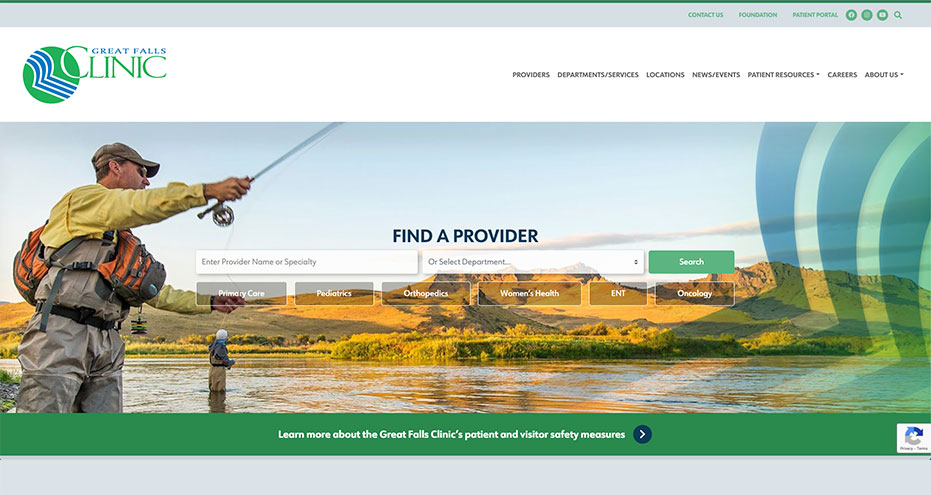 CONTACT US FOUNDATION PATIENT PORTAL
GREAT FALLS
CLINIC
PROVIDERS DEPARTMENTS/SERVICES LOCATIONS NEWS/EVENTS PATIENT RESOURCES CAREERS ABOUT US
FIND A PROVIDER
Enter Provider Name or Specialty Or Select Department... Search
Primary Care Pediatrics Orthopedics Women's Health ENT Oncology
Learn more about the Great Falls Clinic's patient and visitor safety measures
Privacy - Terms